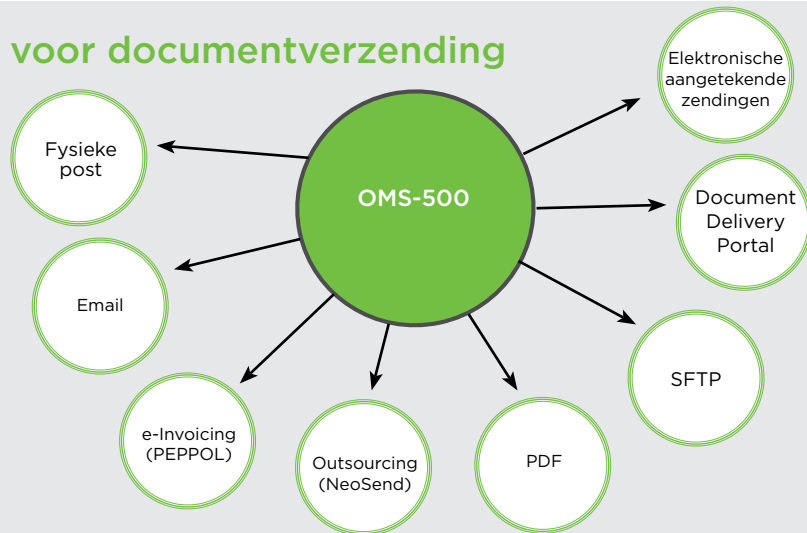 voor documentverzending
Elektronische
aangetekende
zendingen
Fysieke
post
OMS-500
Document
Delivery
Portal
Email
SFTP
e-Invoicing
(PEPPOL)
Outsourcing
(NeoSend)
PDF